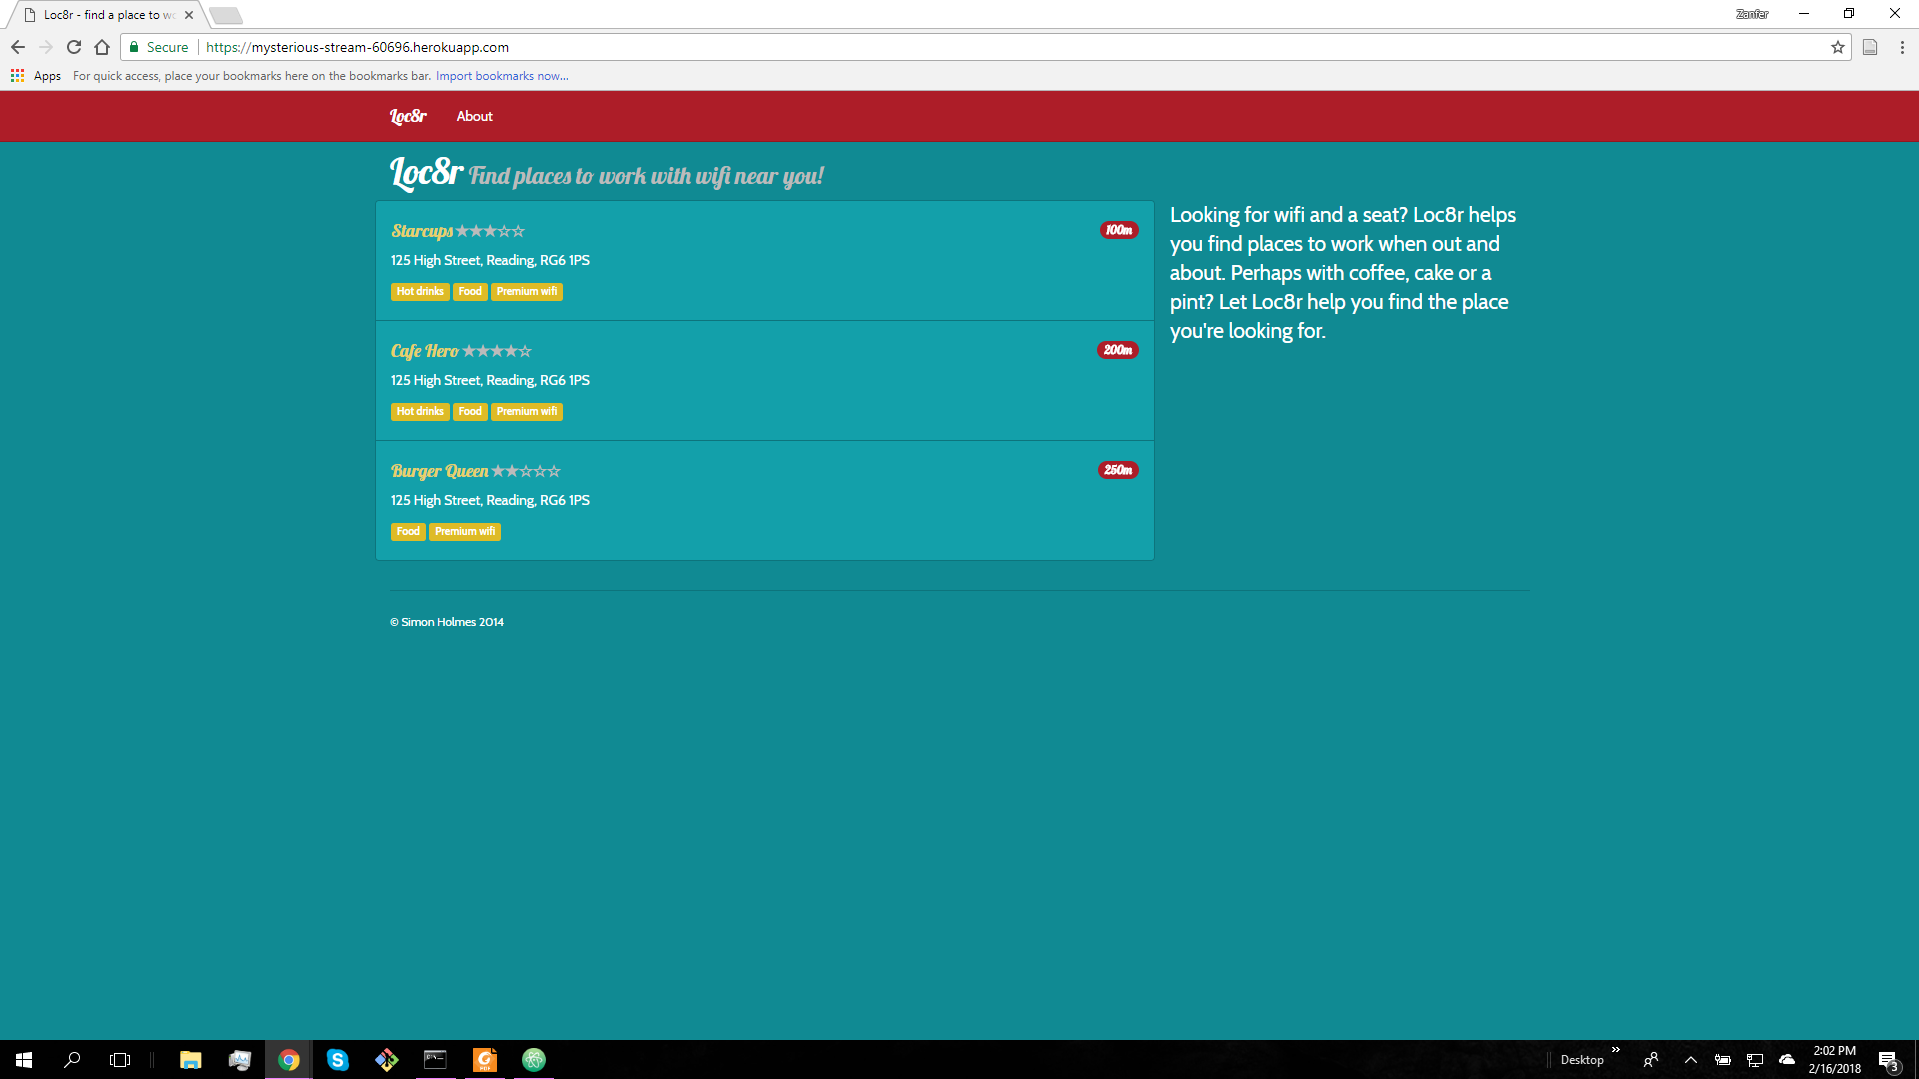 Loc8r - find a place to wo
Zanfer
Secure https://mysterious-stream-60696.herokuapp.com
Apps For quick access, place your bookmarks here on the bookmarks bar. Import bookmarks now...
Loc8r About
Loc8r Find places to work with wifi near you!
Starcups ★★★☆☆ 100m
125 High Street, Reading, RG6 1PS
Hot drinks Food Premium wifi
Cafe Hero ★★★★☆ 200m
125 High Street, Reading, RG6 1PS
Hot drinks Food Premium wifi
Burger Queen ★★☆☆☆ 250m
125 High Street, Reading, RG6 1PS
Food Premium wifi
Looking for wifi and a seat? Loc8r helps
you find places to work when out and
about. Perhaps with coffee, cake or a
pint? Let Loc8r help you find the place
you're looking for.
© Simon Holmes 2014
Desktop
2:02 PM
2/16/2018
3